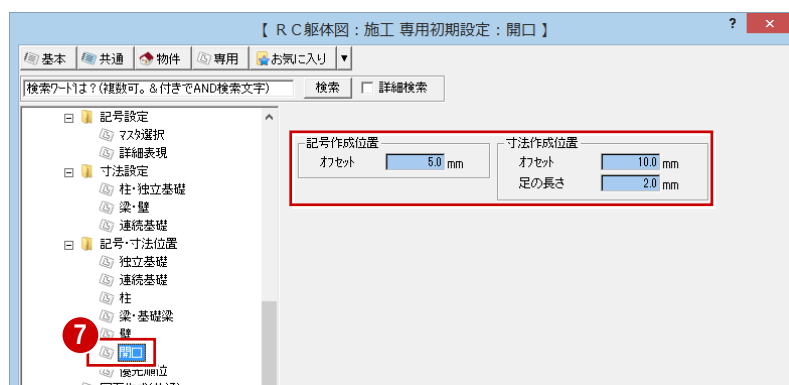 【 ＲＣ躯体図：施工 専用初期設定：開口 】 ? ×
基本 共通 物件 専用 お気に入り ▼
検索ワードは？(複数可。＆付きでAND検索文字) 検索 詳細検索
記号設定
マスタ選択
詳細表現
寸法設定
柱・独立基礎
梁・壁
連続基礎
記号・寸法位置
独立基礎
連続基礎
柱
梁・基礎梁
壁
7
開口
優先順位
記号作成位置
オフセット 5.0 mm
寸法作成位置
オフセット 10.0 mm
足の長さ 2.0 mm